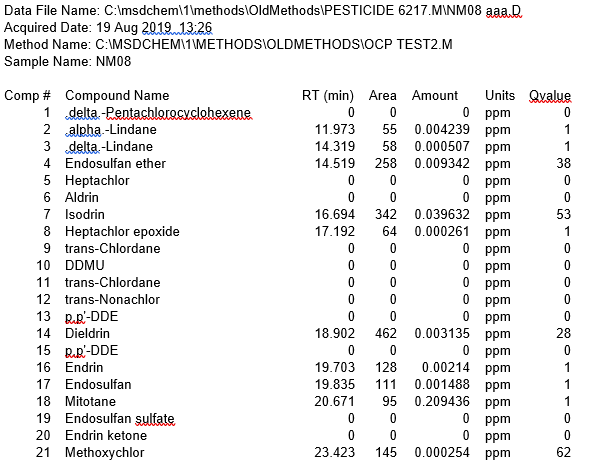 Data File Name: C:\msdchem\1\methods\OldMethods\PESTICIDE 6217.M\NM08 aaa.D
Acquired Date: 19 Aug 2019  13:26
Method Name: C:\MSDCHEM\1\METHODS\OLDMETHODS\OCP TEST2.M
Sample Name: NM08
Comp # Compound Name RT (min) Area Amount Units Qvalue
1 .delta.-Pentachlorocyclohexene 0 0 0 ppm 0
2 .alpha.-Lindane 11.973 55 0.004239 ppm 1
3 .delta.-Lindane 14.319 58 0.000507 ppm 1
4 Endosulfan ether 14.519 258 0.009342 ppm 38
5 Heptachlor 0 0 0 ppm 0
6 Aldrin 0 0 0 ppm 0
7 Isodrin 16.694 342 0.039632 ppm 53
8 Heptachlor epoxide 17.192 64 0.000261 ppm 1
9 trans-Chlordane 0 0 0 ppm 0
10 DDMU 0 0 0 ppm 0
11 trans-Chlordane 0 0 0 ppm 0
12 trans-Nonachlor 0 0 0 ppm 0
13 p,p'-DDE 0 0 0 ppm 0
14 Dieldrin 18.902 462 0.003135 ppm 28
15 p,p'-DDE 0 0 0 ppm 0
16 Endrin 19.703 128 0.00214 ppm 1
17 Endosulfan 19.835 111 0.001488 ppm 1
18 Mitotane 20.671 95 0.209436 ppm 1
19 Endosulfan sulfate 0 0 0 ppm 0
20 Endrin ketone 0 0 0 ppm 0
21 Methoxychlor 23.423 145 0.000254 ppm 62